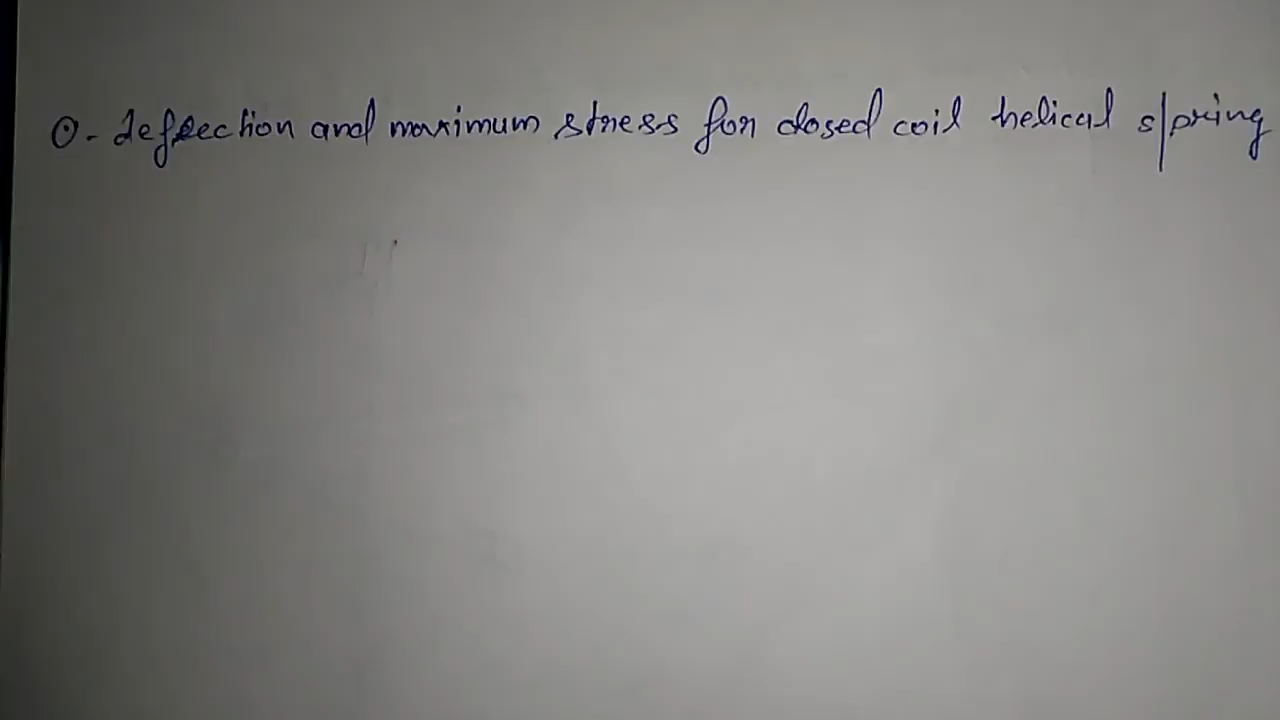 Q- deflection and maximum stress for closed coil helical spring